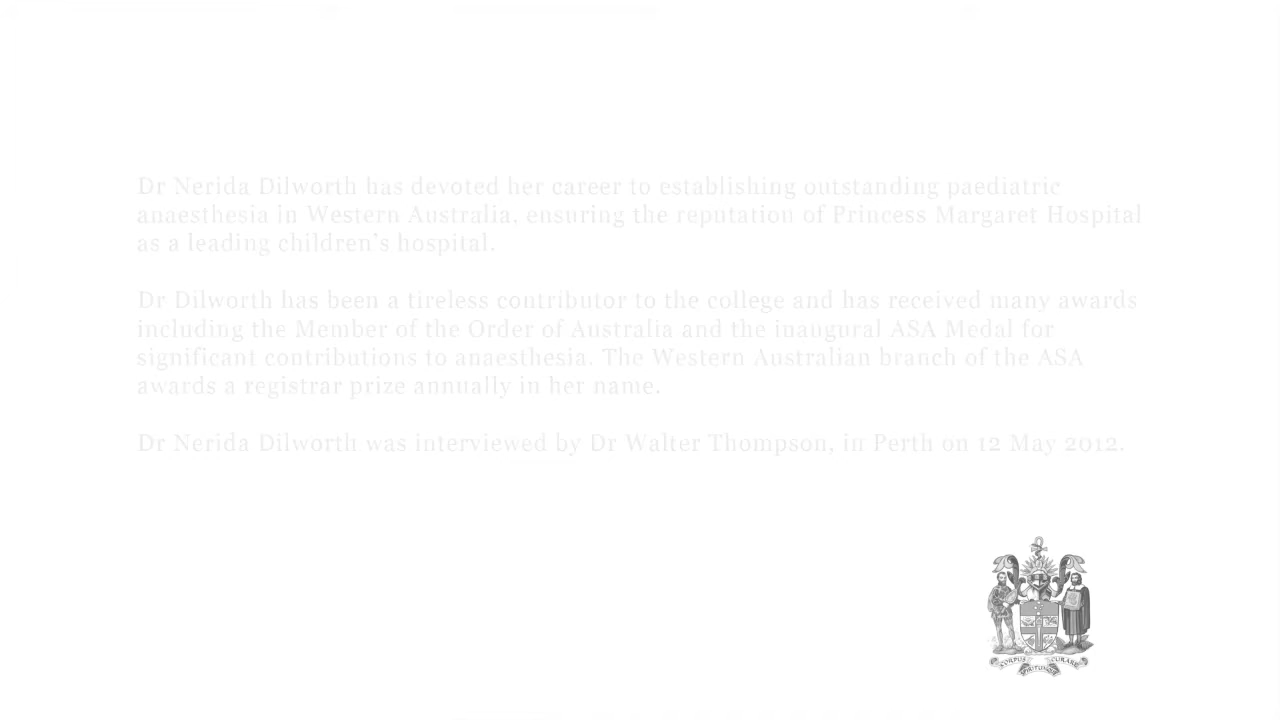 Dr Nerida Dilworth has devoted her career to establishing outstanding paediatric
anaesthesia in Western Australia, ensuring the reputation of Princess Margaret Hospital
as a leading children’s hospital.
Dr Dilworth has been a tireless contributor to the college and has received many awards
including the Member of the Order of Australia and the inaugural ASA Medal for
significant contributions to anaesthesia. The Western Australian branch of the ASA
awards a registrar prize annually in her name.
Dr Nerida Dilworth was interviewed by Dr Walter Thompson, in Perth on 12 May 2012.
CORPUS CURARE
SPIRITUMQUE